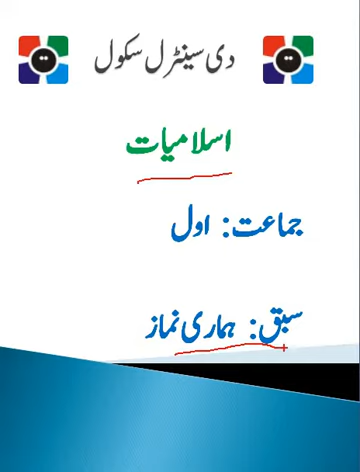 دی سینٹرل سکول
اسلامیات
جماعت: اول
سبق: ہماری نماز